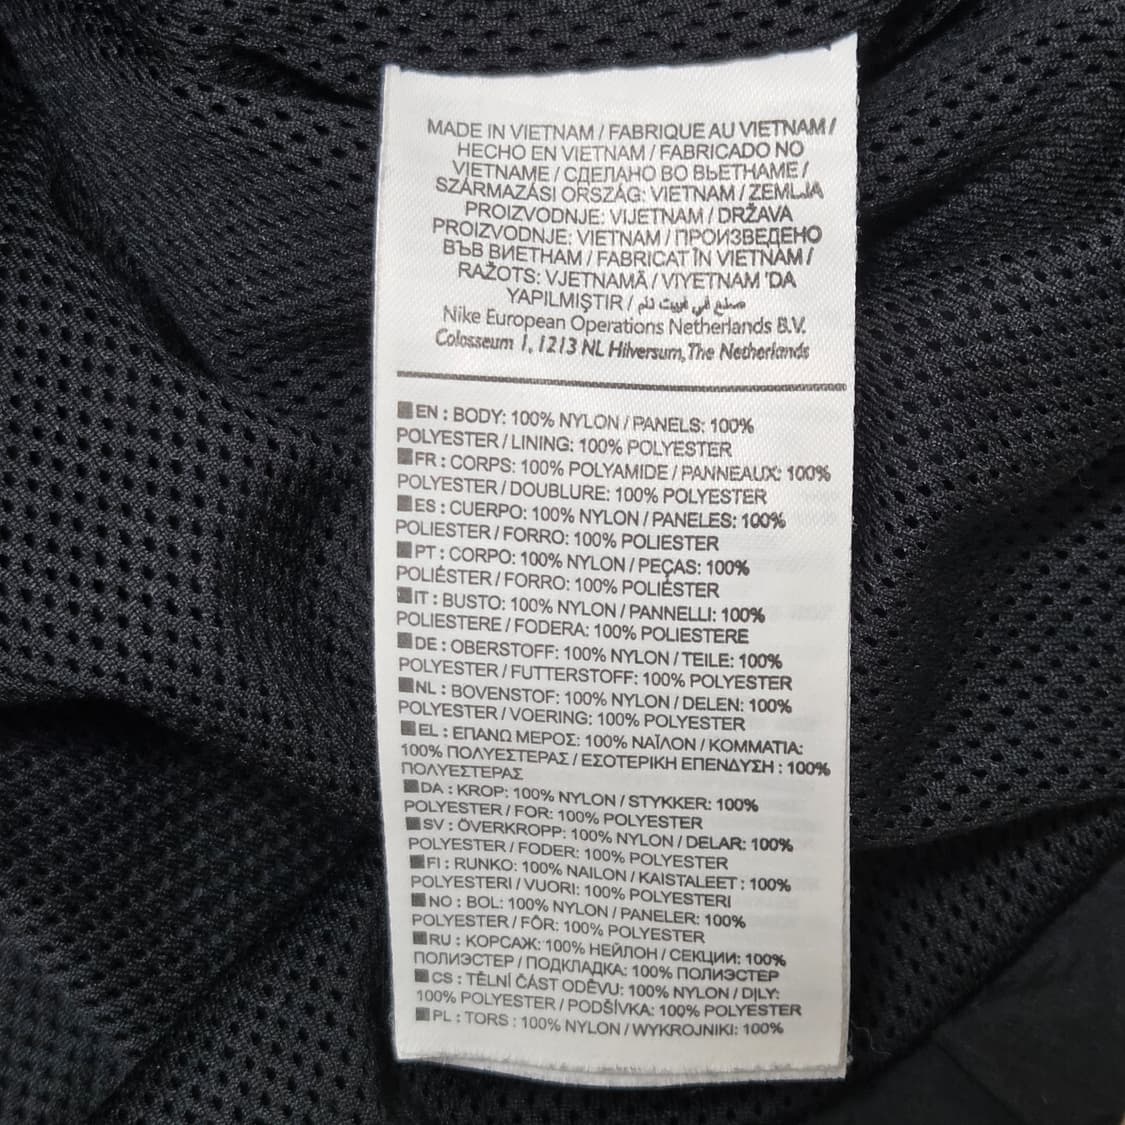 MADE IN VIETNAM / FABRIQUE AU VIETNAM /
HECHO EN VIETNAM / FABRICADO NO
VIETNAME / СДЕЛАНО ВО ВЬЕТНАМЕ /
SZÁRMAZÁSI ORSZÁG: VIETNAM / ZEMLJA
PROIZVODNJE: VIJETNAM / DRŽAVA
PROIZVODNJE: VIETNAM / ПРОИЗВЕДЕНО
ВЪВ ВИЕТНАМ / FABRICAT ÎN VIETNAM /
RAŽOTS: VJETNAMĀ / VIYETNAM 'DA
YAPILMIŞTIR / صنع في فييت نام
Nike European Operations Netherlands B.V.
Colosseum 1, 1213 NL Hilversum, The Netherlands
EN : BODY: 100% NYLON / PANELS: 100%
POLYESTER / LINING: 100% POLYESTER
FR : CORPS: 100% POLYAMIDE / PANNEAUX: 100%
POLYESTER / DOUBLURE: 100% POLYESTER
ES : CUERPO: 100% NYLON / PANELES: 100%
POLIESTER / FORRO: 100% POLIESTER
PT : CORPO: 100% NYLON / PEÇAS: 100%
POLIÉSTER / FORRO: 100% POLIÉSTER
IT : BUSTO: 100% NYLON / PANNELLI: 100%
POLIESTERE / FODERA: 100% POLIESTERE
DE : OBERSTOFF: 100% NYLON / TEILE: 100%
POLYESTER / FUTTERSTOFF: 100% POLYESTER
NL : BOVENSTOF: 100% NYLON / DELEN: 100%
POLYESTER / VOERING: 100% POLYESTER
EL : ΕΠΑΝΩ ΜΕΡΟΣ: 100% ΝΑΪΛΟΝ / ΚΟΜΜΑΤΙΑ:
100% ΠΟΛΥΕΣΤΕΡΑΣ / ΕΣΟΤΕΡΙΚΗ ΕΠΕΝΔΥΣΗ : 100%
ΠΟΛΥΕΣΤΕΡΑΣ
DA : KROP: 100% NYLON / STYKKER: 100%
POLYESTER / FOR: 100% POLYESTER
SV : ÖVERKROPP: 100% NYLON / DELAR: 100%
POLYESTER / FODER: 100% POLYESTER
FI : RUNKO: 100% NAILON / KAISTALEET : 100%
POLYESTERI / VUORI: 100% POLYESTERI
NO : BOL: 100% NYLON / PANELER: 100%
POLYESTER / FÔR: 100% POLYESTER
RU : КОРСАЖ: 100% НЕЙЛОН / СЕКЦИИ: 100%
ПОЛИЭСТЕР / ПОДКЛАДКА: 100% ПОЛИЭСТЕР
CS : TĚLNÍ ČÁST ODĚVU: 100% NYLON / DÍLY:
100% POLYESTER / PODŠÍVKA: 100% POLYESTER
PL : TORS : 100% NYLON / WYKROJNIKI: 100%